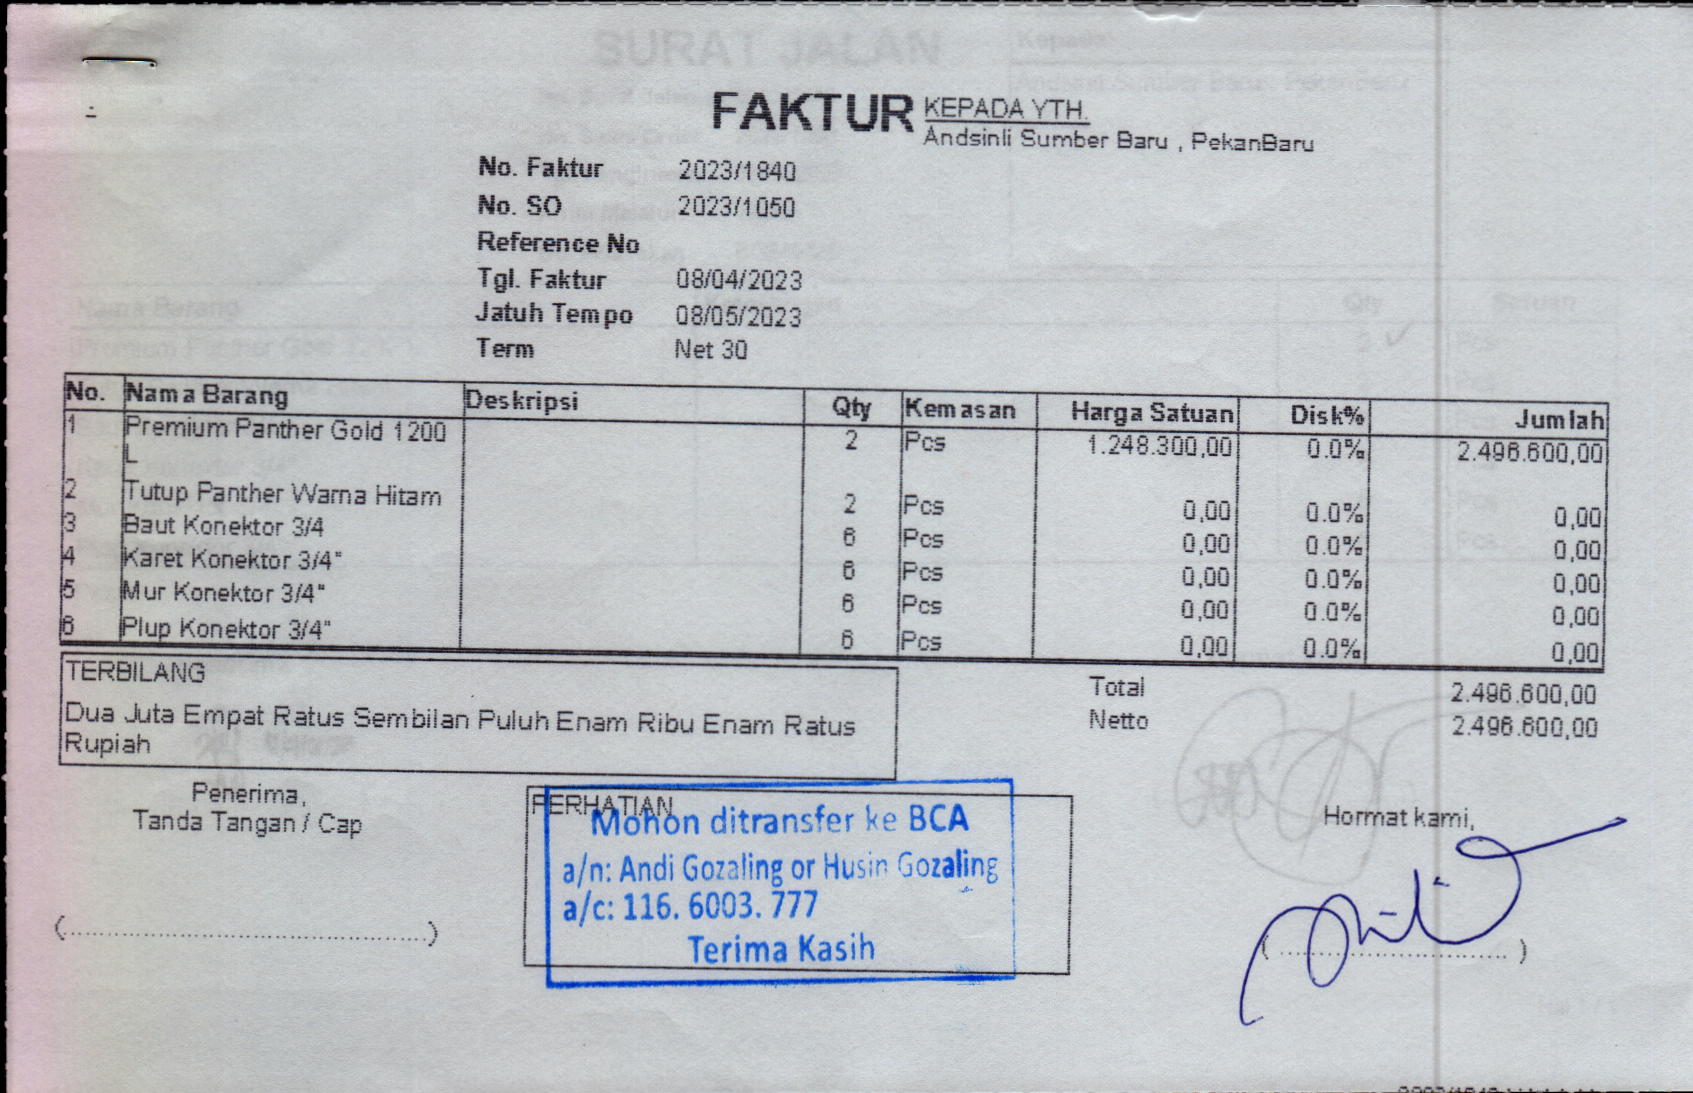 FAKTUR
KEPADA YTH.
Andsinli Sumber Baru , PekanBaru
No. Faktur 2023/1840
No. SO 2023/1050
Reference No
Tgl. Faktur 08/04/2023
Jatuh Tempo 08/05/2023
Term Net 30
No. Nama Barang Deskripsi Qty Kemasan Harga Satuan Disk% Jumlah
1 Premium Panther Gold 1200 2 Pcs 1.248.300,00 0.0% 2.496.600,00
L
2 Tutup Panther Warna Hitam 2 Pcs 0,00 0.0% 0,00
3 Baut Konektor 3/4 6 Pcs 0,00 0.0% 0,00
4 Karet Konektor 3/4" 6 Pcs 0,00 0.0% 0,00
5 Mur Konektor 3/4" 6 Pcs 0,00 0.0% 0,00
6 Plup Konektor 3/4" 6 Pcs 0,00 0.0% 0,00
TERBILANG
Dua Juta Empat Ratus Sembilan Puluh Enam Ribu Enam Ratus
Rupiah
Total 2.496.600,00
Netto 2.496.600,00
Penerima,
Tanda Tangan / Cap
(................................................)
PERHATIAN
Mohon ditransfer ke BCA
a/n: Andi Gozaling or Husin Gozaling
a/c: 116. 6003. 777
Terima Kasih
Hormat kami,
(................................)
SURAT JALAN
Kepada
Nama Barang
Qty Satuan